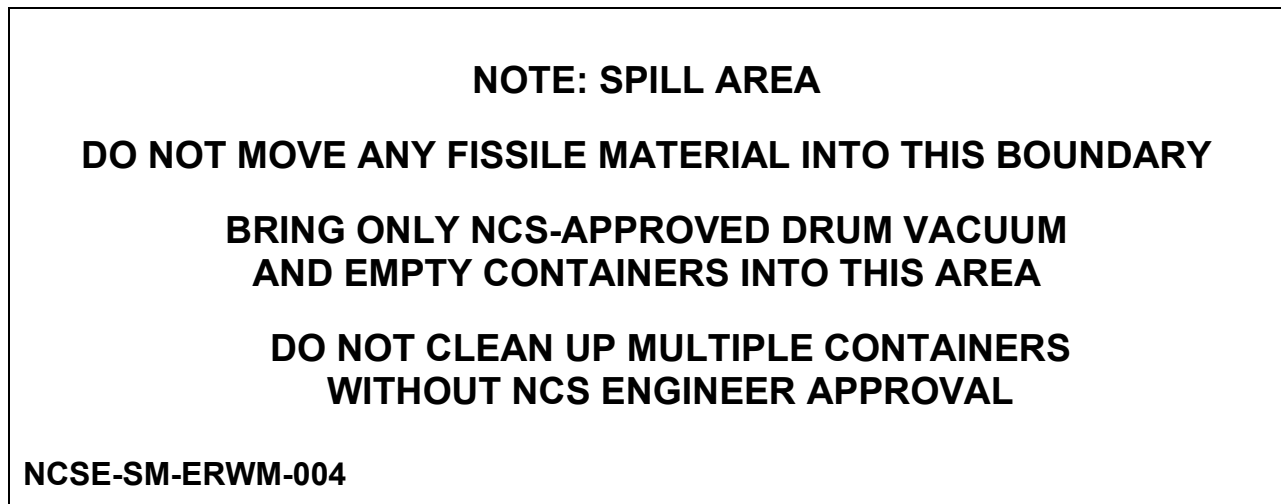 NOTE: SPILL AREA
DO NOT MOVE ANY FISSILE MATERIAL INTO THIS BOUNDARY
BRING ONLY NCS-APPROVED DRUM VACUUM
AND EMPTY CONTAINERS INTO THIS AREA
DO NOT CLEAN UP MULTIPLE CONTAINERS
WITHOUT NCS ENGINEER APPROVAL
NCSE-SM-ERWM-004